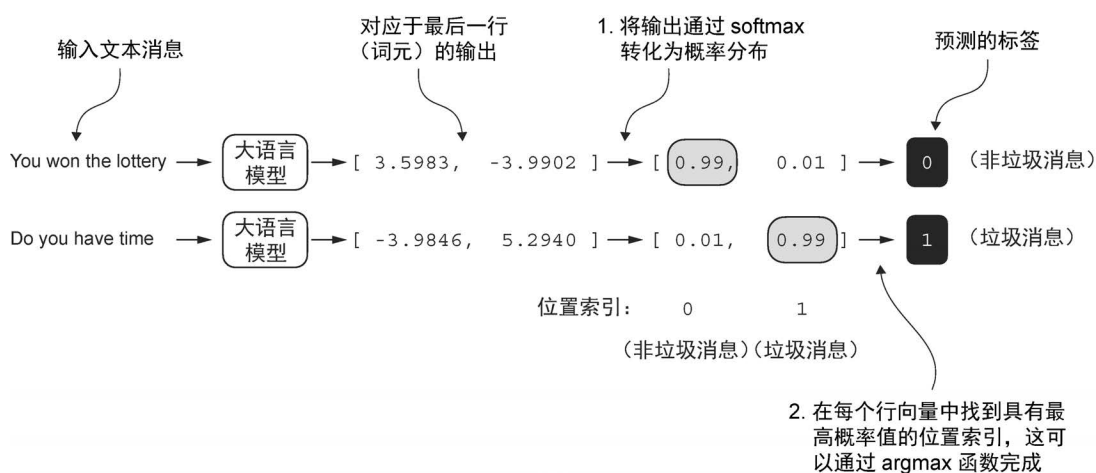 输入文本消息
对应于最后一行
（词元）的输出
1. 将输出通过 softmax
转化为概率分布
预测的标签
You won the lottery
大语言
模型
[ 3.5983, -3.9902 ]
[ 0.99, 0.01 ]
0
（非垃圾消息）
Do you have time
大语言
模型
[ -3.9846, 5.2940 ]
[ 0.01, 0.99 ]
1
（垃圾消息）
位置索引： 0 1
（非垃圾消息）（垃圾消息）
2. 在每个行向量中找到具有最
高概率值的位置索引，这可
以通过 argmax 函数完成